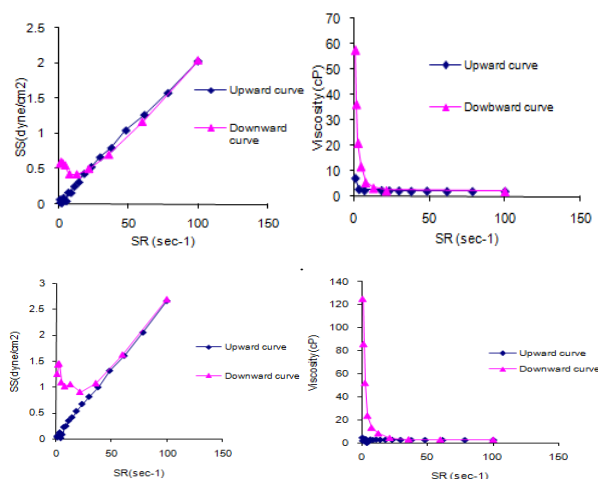 2.5
2
1.5
1
0.5
0
0 50 100 150
SS(dyne/cm2)
SR (sec-1)
Upward curve
Downward
curve
70
60
50
40
30
20
10
0
0 50 100 150
Viscosity(cP)
SR (sec-1)
Upward curve
Dowbward curve
3
2.5
2
1.5
1
0.5
0
0 50 100 150
SS(dyne/cm2)
SR(sec-1)
Upward curve
Downward curve
140
120
100
80
60
40
20
0
0 50 100 150
Viscosity(cP)
SR (sec-1)
Upward curve
Downward curve